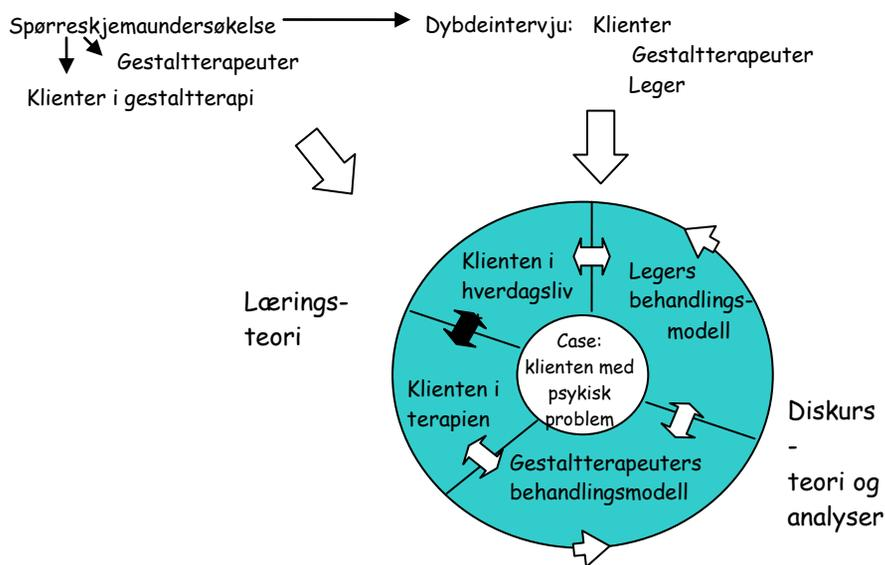 Spørreskjemaundersøkelse
Gestaltterapeuter
Klienter i gestaltterapi
Dybdeintervju: Klienter
Gestaltterapeuter
Leger
Lærings-
teori
Klienten i
hverdagsliv
Legers
behandlings-
modell
Case:
klienten med
psykisk
problem
Klienten i
terapien
Gestaltterapeuters
behandlingsmodell
Diskurs
-
teori og
analyser